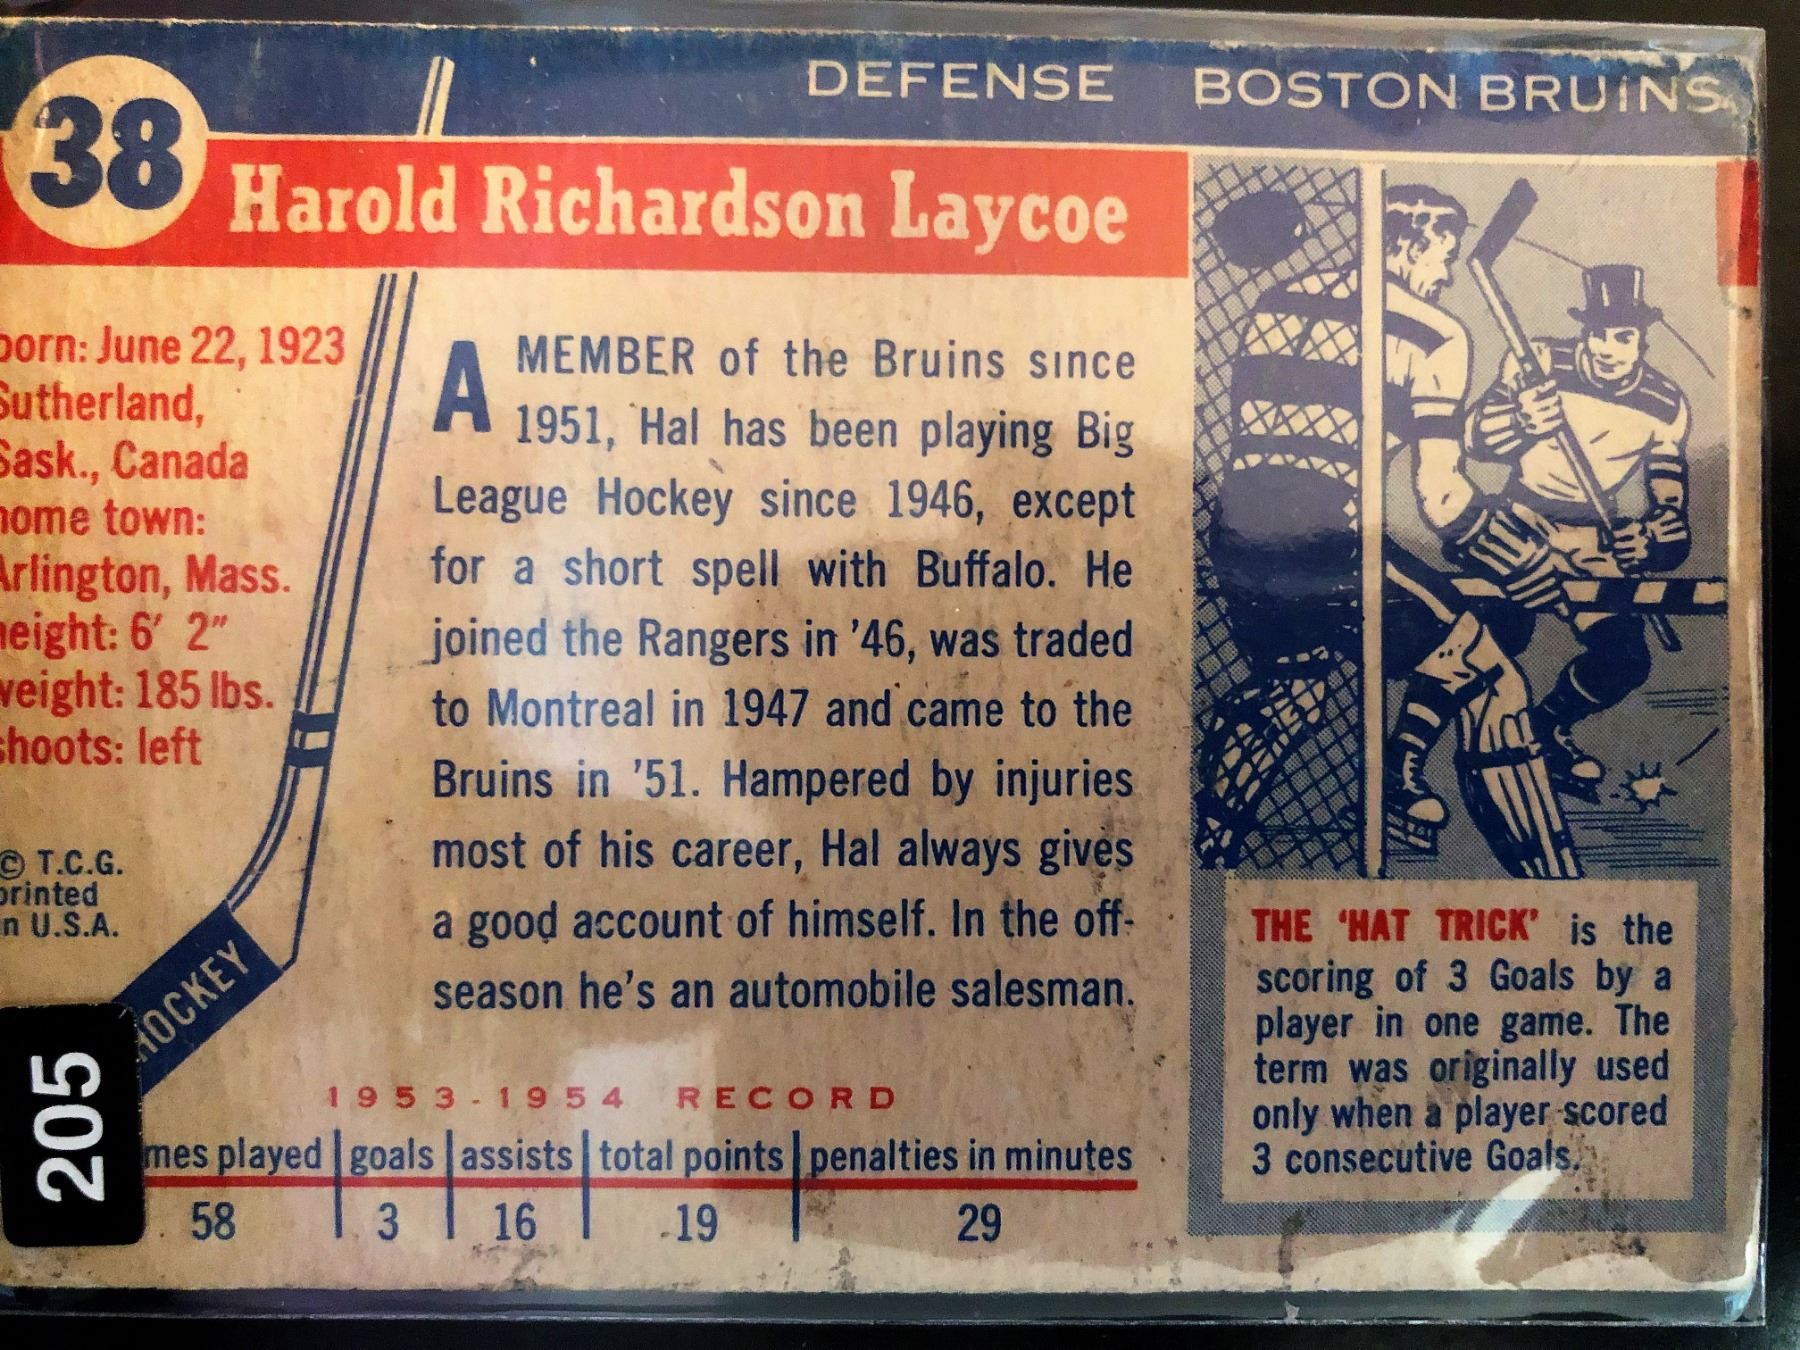 DEFENSE BOSTON BRUINS
38
Harold Richardson Laycoe
born: June 22, 1923
Sutherland,
Sask., Canada
home town:
Arlington, Mass.
height: 6' 2"
weight: 185 lbs.
shoots: left
© T.C.G.
printed
in U.S.A.
HOCKEY
205
A MEMBER of the Bruins since
1951, Hal has been playing Big
League Hockey since 1946, except
for a short spell with Buffalo. He
joined the Rangers in '46, was traded
to Montreal in 1947 and came to the
Bruins in '51. Hampered by injuries
most of his career, Hal always gives
a good account of himself. In the off-
season he's an automobile salesman.
1953-1954 RECORD
mes played goals assists total points penalties in minutes
58 3 16 19 29
THE 'HAT TRICK' is the
scoring of 3 Goals by a
player in one game. The
term was originally used
only when a player scored
3 consecutive Goals.